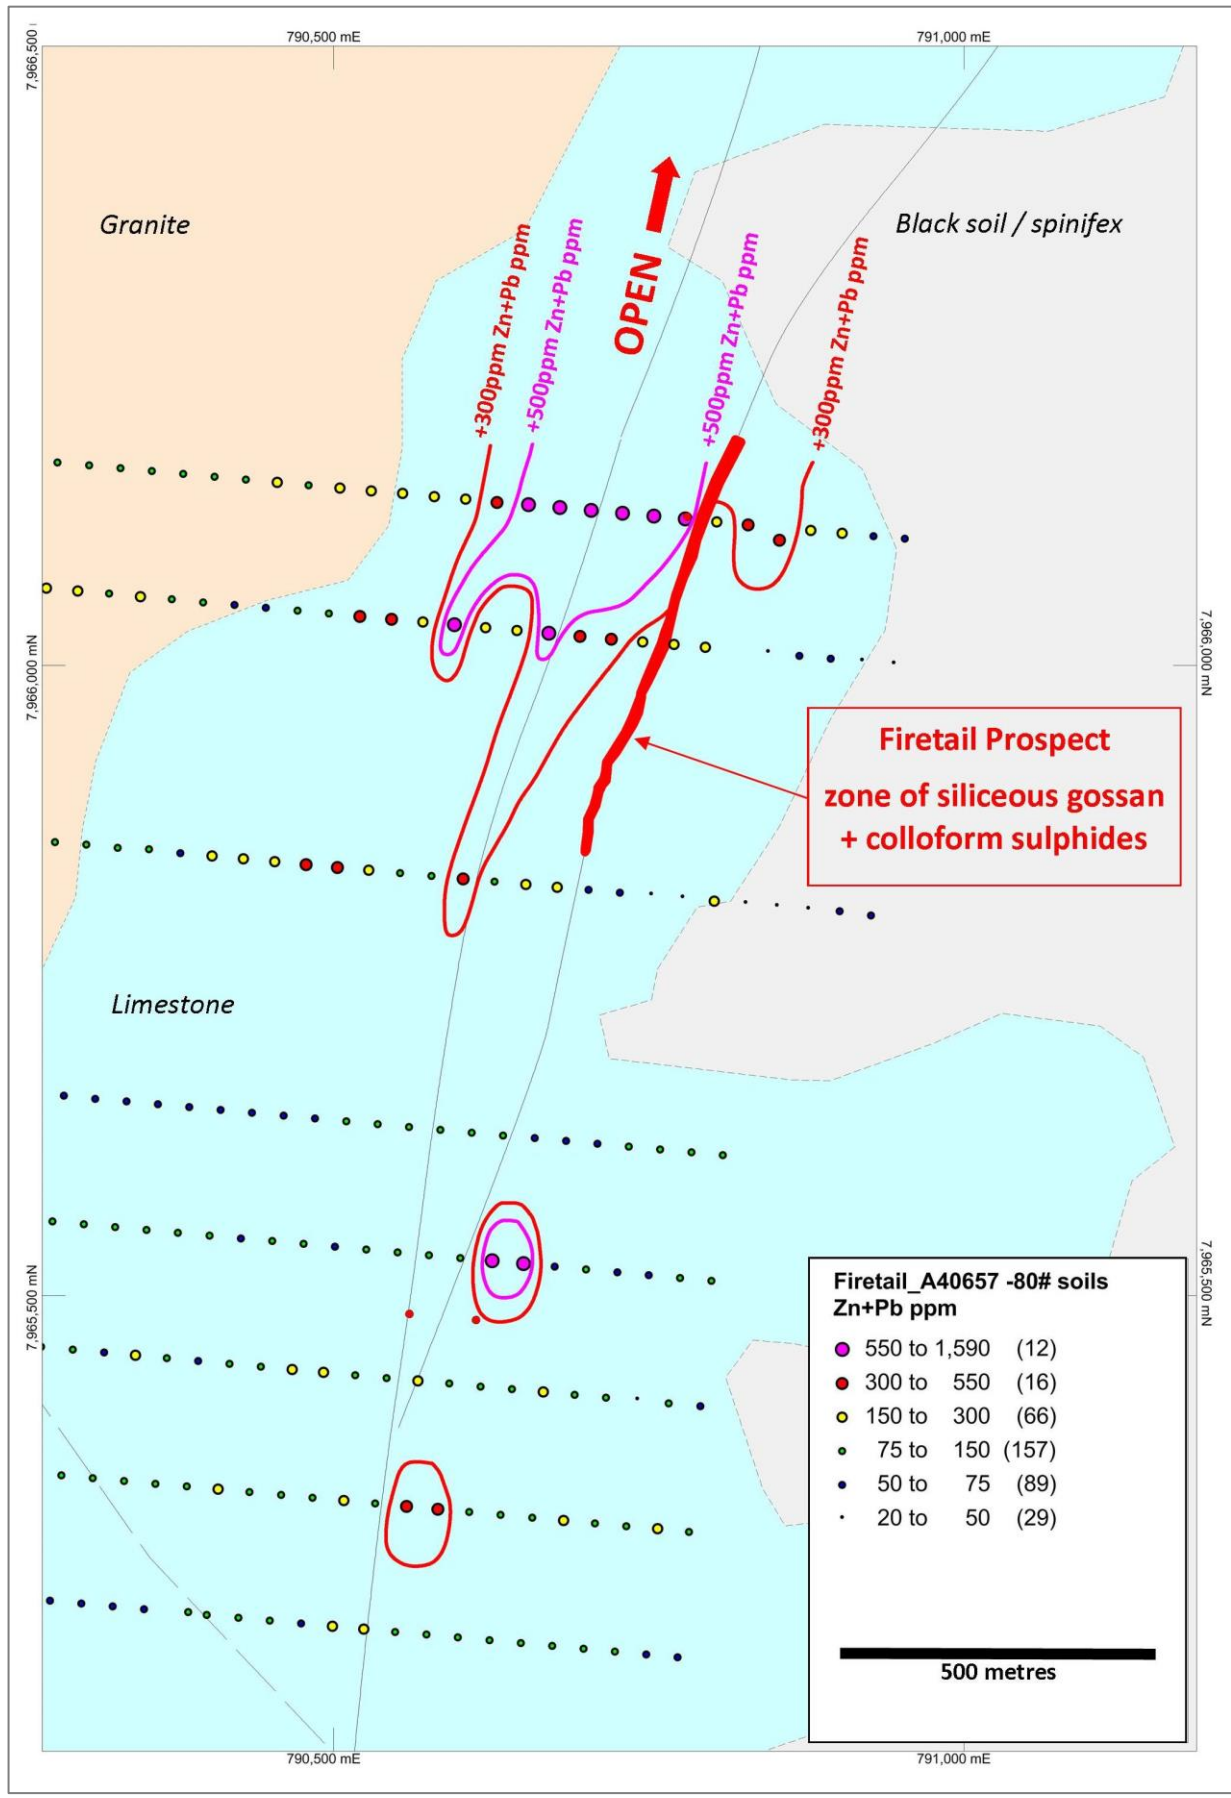 790,500 mE
791,000 mE
7,966,500
Granite
Black soil / spinifex
+300ppm Zn+Pb ppm
+500ppm Zn+Pb ppm
OPEN
+500ppm Zn+Pb ppm
+300ppm Zn+Pb ppm
7,966,000 mN
7,966,000 mN
Firetail Prospect
zone of siliceous gossan
+ colloform sulphides
Limestone
7,965,500 mN
7,965,500 mN
Firetail_A40657 -80# soils
Zn+Pb ppm
550 to 1,590 (12)
300 to 550 (16)
150 to 300 (66)
75 to 150 (157)
50 to 75 (89)
20 to 50 (29)
500 metres
790,500 mE
791,000 mE